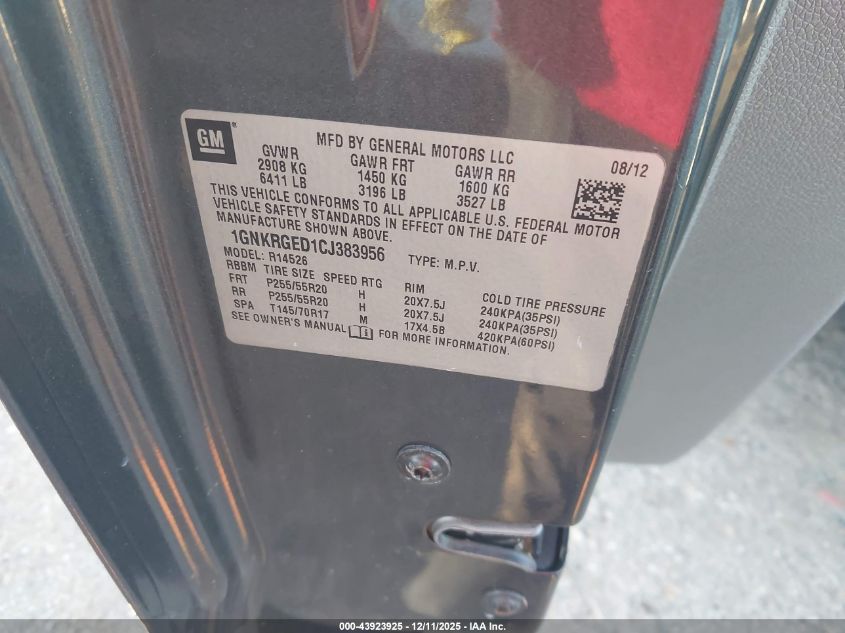 GM
MFD BY GENERAL MOTORS LLC
08/12
GVWR GAWR FRT GAWR RR
2908 KG 1450 KG 1600 KG
6411 LB 3196 LB 3527 LB
THIS VEHICLE CONFORMS TO ALL APPLICABLE U.S. FEDERAL MOTOR
VEHICLE SAFETY STANDARDS IN EFFECT ON THE DATE OF
MANUFACTURE SHOWN ABOVE.
1GNKRGED1CJ383956 TYPE: M.P.V.
MODEL: R14526
RBBM TIRE SIZE SPEED RTG RIM COLD TIRE PRESSURE
FRT P255/55R20 H 20X7.5J 240KPA(35PSI)
RR P255/55R20 H 20X7.5J 240KPA(35PSI)
SPA T145/70R17 M 17X4.5B 420KPA(60PSI)
SEE OWNER'S MANUAL FOR MORE INFORMATION.
000-43923925 - 12/11/2025 - IAA Inc.